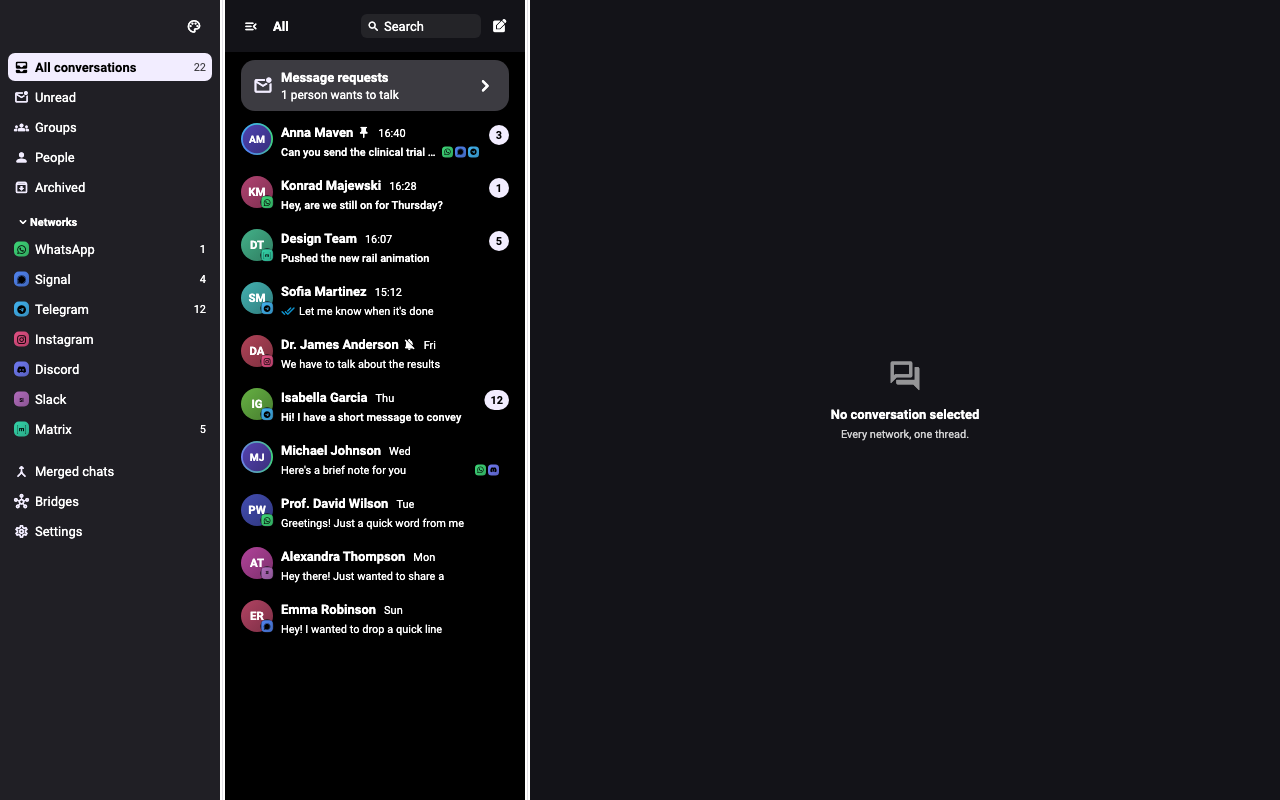 All conversations 22
Unread
Groups
People
Archived
Networks
WhatsApp 1
Signal 4
Telegram 12
Instagram
Discord
Slack
Matrix 5
Merged chats
Bridges
Settings
All
Search
Message requests
1 person wants to talk
AM Anna Maven 16:40 3
Can you send the clinical trial …
KM Konrad Majewski 16:28 1
Hey, are we still on for Thursday?
DT Design Team 16:07 5
Pushed the new rail animation
SM Sofia Martinez 15:12
Let me know when it's done
DA Dr. James Anderson Fri
We have to talk about the results
IG Isabella Garcia Thu 12
Hi! I have a short message to convey
MJ Michael Johnson Wed
Here's a brief note for you
PW Prof. David Wilson Tue
Greetings! Just a quick word from me
AT Alexandra Thompson Mon
Hey there! Just wanted to share a
ER Emma Robinson Sun
Hey! I wanted to drop a quick line
No conversation selected
Every network, one thread.